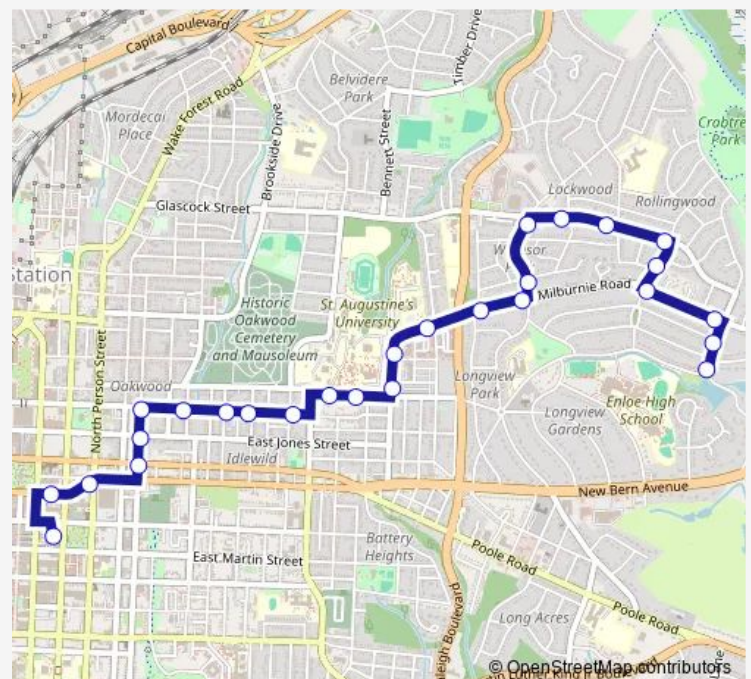 Capital Boulevard
Timber Drive
Belvidere
Park
Wake Forest Road
Mordecai
Place
Brookside Drive
Bennett Street
Crabtre
Park
Lockwood
Rollingwood
Glascock Street
Station
Historic
Oakwood
Cemetery
and Mausoleum
St. Augustine's
University
Milburnie Road
North Person Street
Oakwood
Longview
Park
Enloe High
School
Longview
Gardens
East Jones Street
Idlewild
New Bern Avenue
East Martin Street
Battery
Heights
Poole Road
Poole Road
Long Acres
leigh Boulevard
© OpenStreetMap contributors